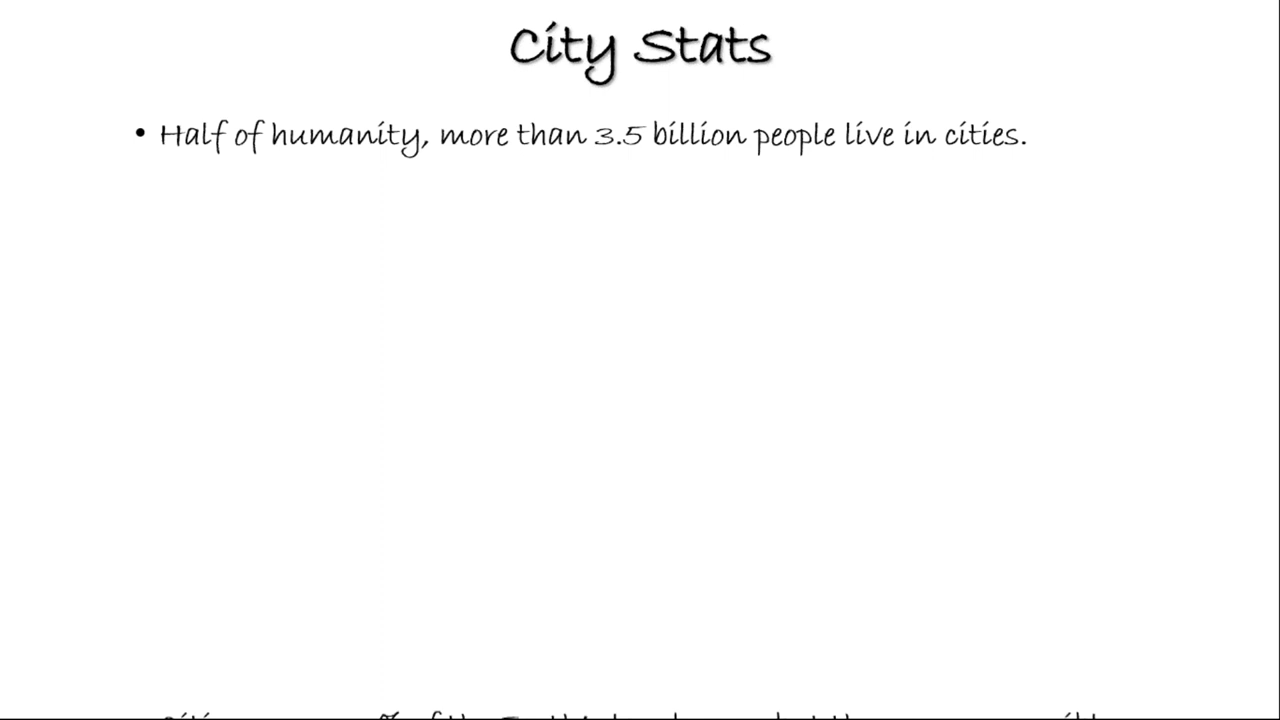 City Stats
• Half of humanity, more than 3.5 billion people live in cities.